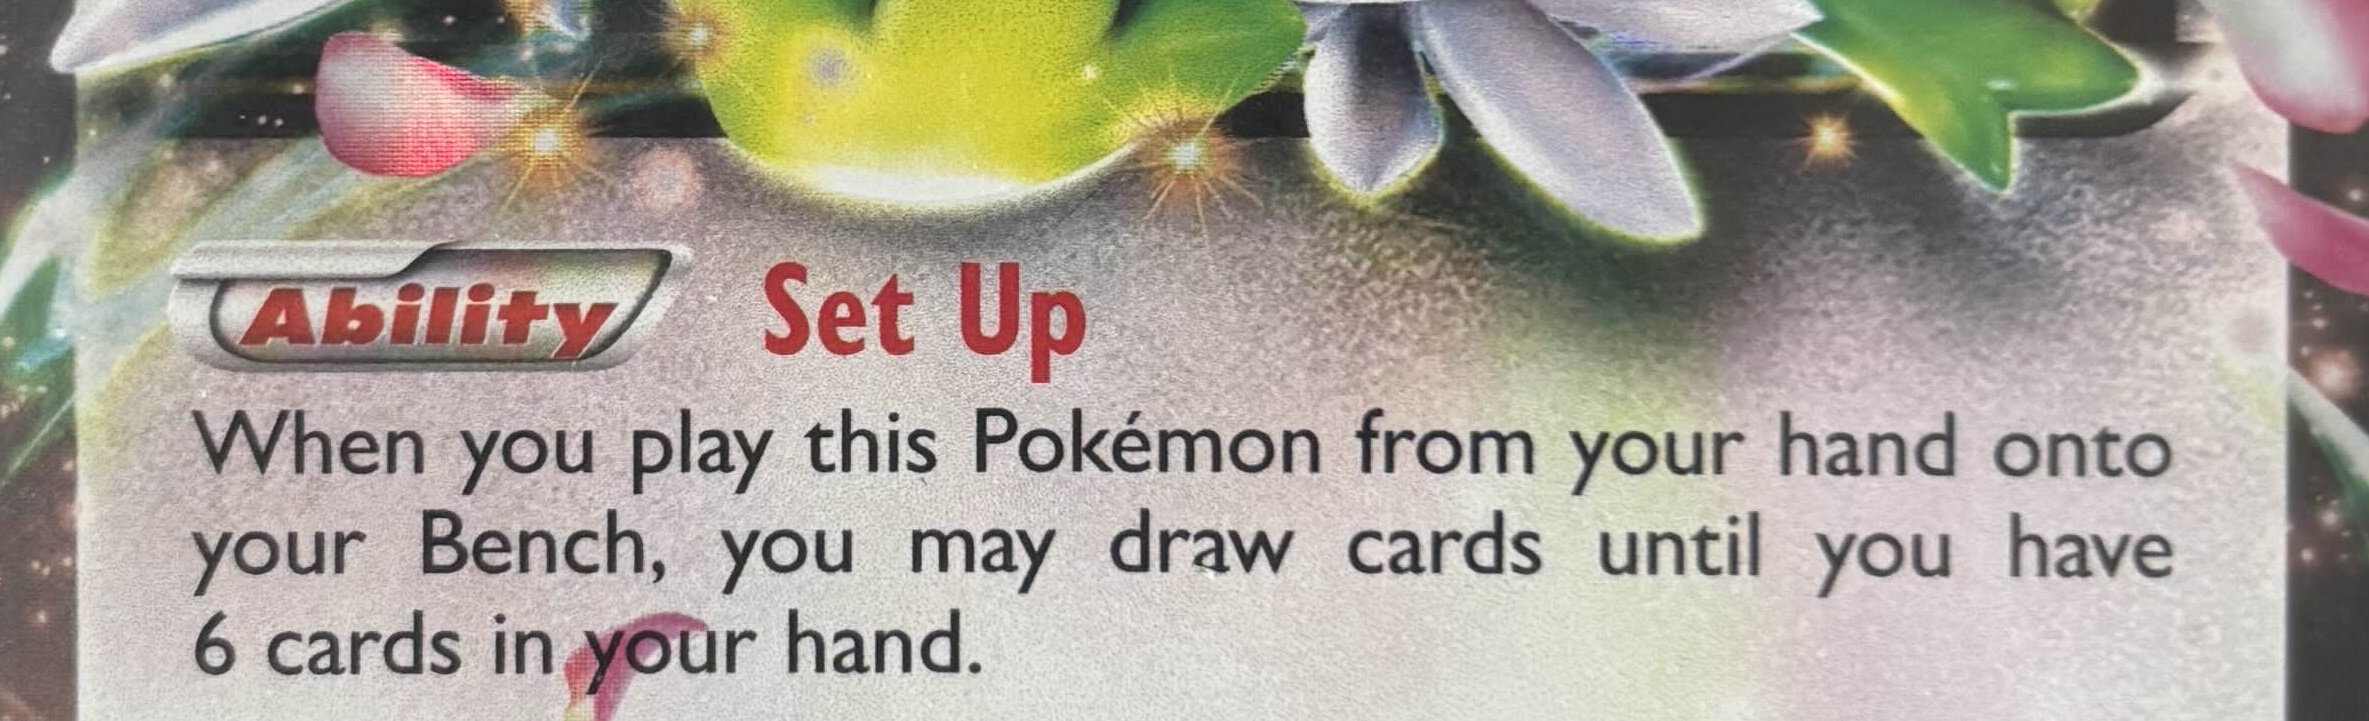 Ability Set Up
When you play this Pokémon from your hand onto
your Bench, you may draw cards until you have
6 cards in your hand.